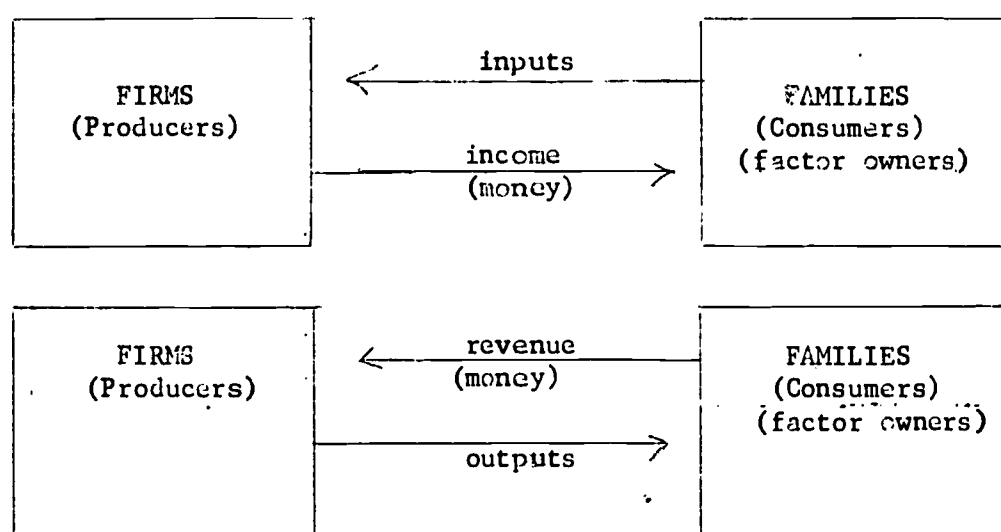 FIRMS
(Producers)
inputs
income
(money)
FAMILIES
(Consumers)
(factor owners)
FIRMS
(Producers)
revenue
(money)
outputs
FAMILIES
(Consumers)
(factor owners)